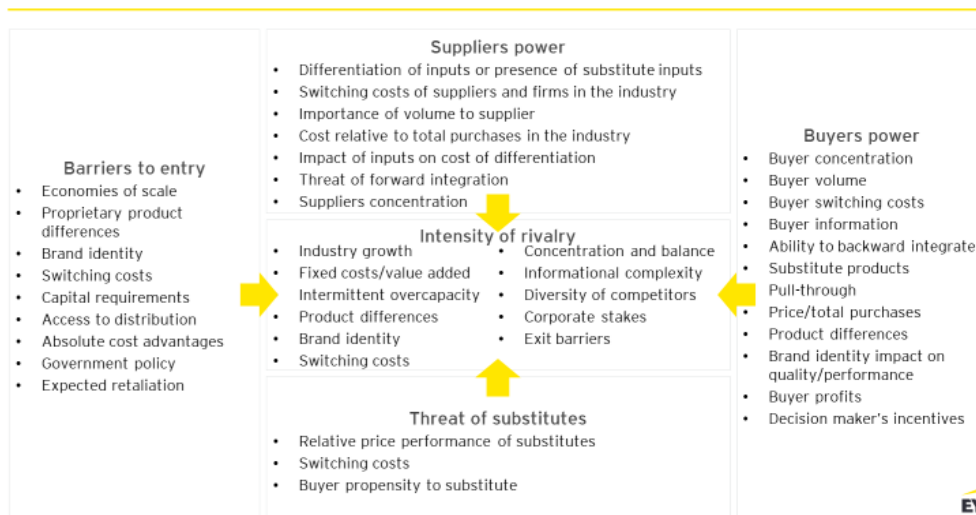 Suppliers power
• Differentiation of inputs or presence of substitute inputs
• Switching costs of suppliers and firms in the industry
• Importance of volume to supplier
• Cost relative to total purchases in the industry
• Impact of inputs on cost of differentiation
• Threat of forward integration
• Suppliers concentration
Barriers to entry
• Economies of scale
• Proprietary product
differences
• Brand identity
• Switching costs
• Capital requirements
• Access to distribution
• Absolute cost advantages
• Government policy
• Expected retaliation
Intensity of rivalry
• Industry growth
• Fixed costs/value added
• Intermittent overcapacity
• Product differences
• Brand identity
• Switching costs
• Concentration and balance
• Informational complexity
• Diversity of competitors
• Corporate stakes
• Exit barriers
Buyers power
• Buyer concentration
• Buyer volume
• Buyer switching costs
• Buyer information
• Ability to backward integrate
• Substitute products
• Pull-through
• Price/total purchases
• Product differences
• Brand identity impact on
quality/performance
• Buyer profits
• Decision maker's incentives
Threat of substitutes
• Relative price performance of substitutes
• Switching costs
• Buyer propensity to substitute
EY